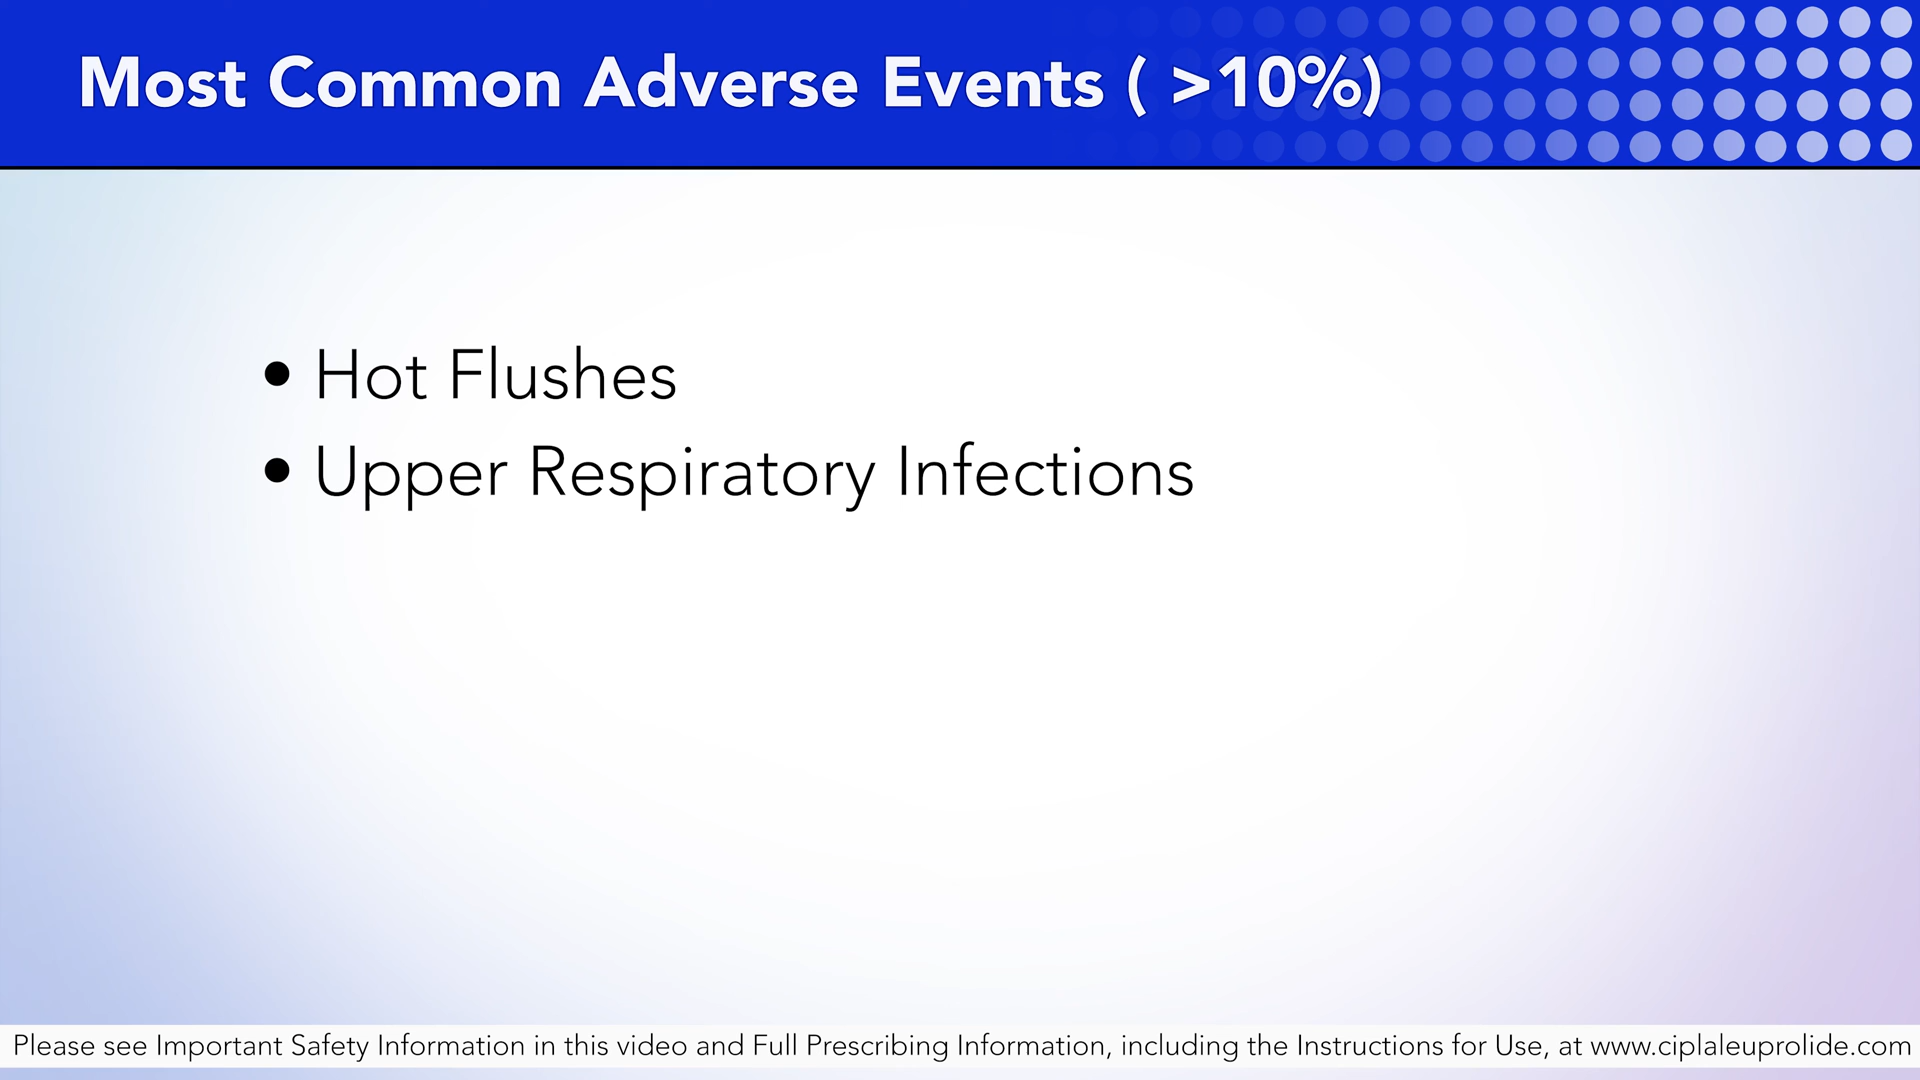 Most Common Adverse Events ( >10%)
• Hot Flushes
• Upper Respiratory Infections
Please see Important Safety Information in this video and Full Prescribing Information, including the Instructions for Use, at www.ciplaleuprolide.com